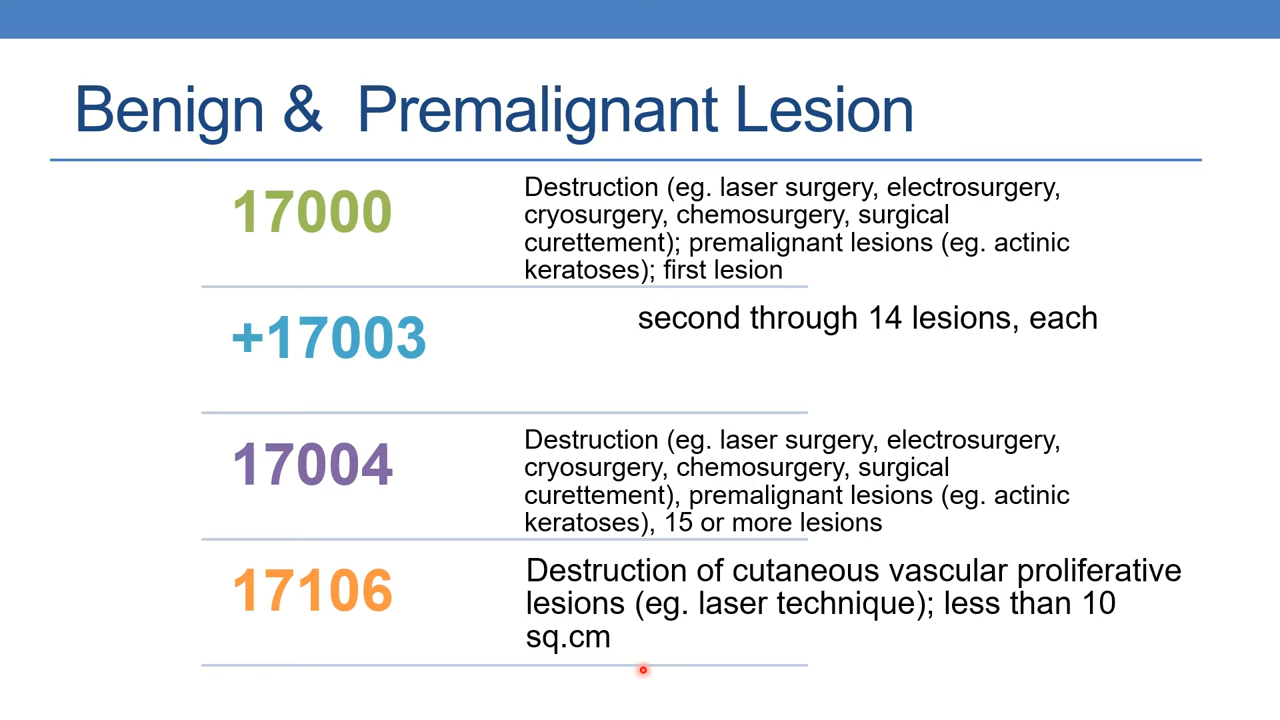 Benign &  Premalignant Lesion
17000
Destruction (eg. laser surgery, electrosurgery,
cryosurgery, chemosurgery, surgical
curettement); premalignant lesions (eg. actinic
keratoses); first lesion
+17003
second through 14 lesions, each
17004
Destruction (eg. laser surgery, electrosurgery,
cryosurgery, chemosurgery, surgical
curettement), premalignant lesions (eg. actinic
keratoses), 15 or more lesions
17106
Destruction of cutaneous vascular proliferative
lesions (eg. laser technique); less than 10
sq.cm